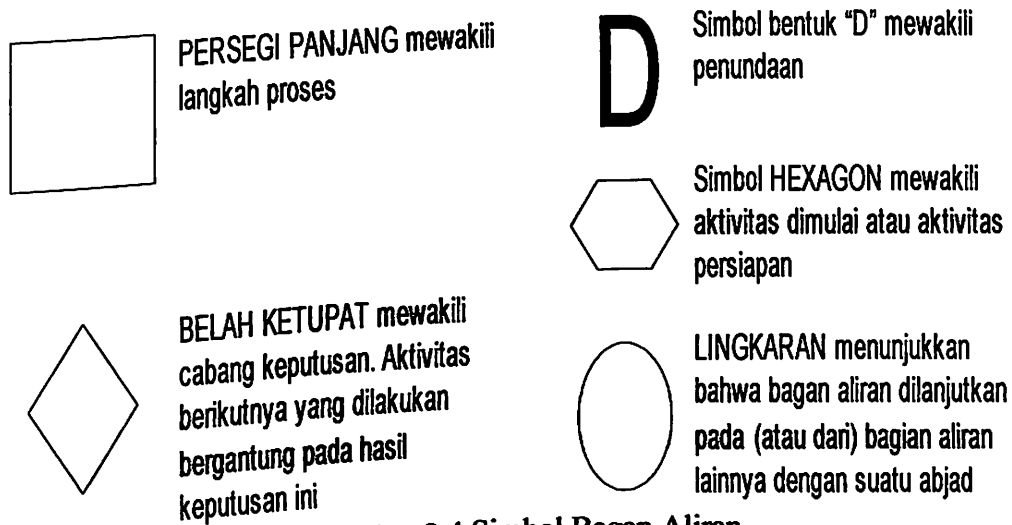 PERSEGI PANJANG mewakili
langkah proses
BELAH KETUPAT mewakili
cabang keputusan. Aktivitas
berikutnya yang dilakukan
bergantung pada hasil
keputusan ini
D
Simbol bentuk “D” mewakili
penundaan
Simbol HEXAGON mewakili
aktivitas dimulai atau aktivitas
persiapan
LINGKARAN menunjukkan
bahwa bagan aliran dilanjutkan
pada (atau dari) bagian aliran
lainnya dengan suatu abjad
Simbol Bagan Aliran